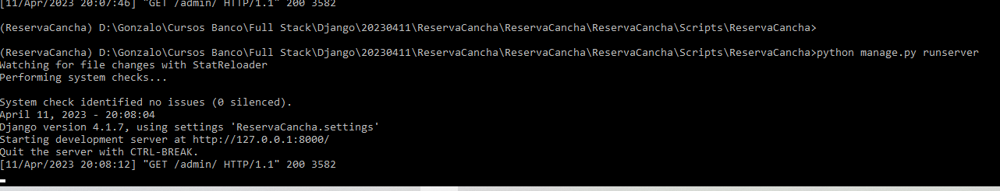 [11/Apr/2023 20:07:46] "GET /admin/ HTTP/1.1" 200 3582
(ReservaCancha) D:\Gonzalo\Cursos Banco\Full Stack\Django\20230411\ReservaCancha\ReservaCancha\ReservaCancha\Scripts\ReservaCancha>
(ReservaCancha) D:\Gonzalo\Cursos Banco\Full Stack\Django\20230411\ReservaCancha\ReservaCancha\ReservaCancha\Scripts\ReservaCancha>python manage.py runserver
Watching for file changes with StatReloader
Performing system checks...
System check identified no issues (0 silenced).
April 11, 2023 - 20:08:04
Django version 4.1.7, using settings 'ReservaCancha.settings'
Starting development server at http://127.0.0.1:8000/
Quit the server with CTRL-BREAK.
[11/Apr/2023 20:08:12] "GET /admin/ HTTP/1.1" 200 3582